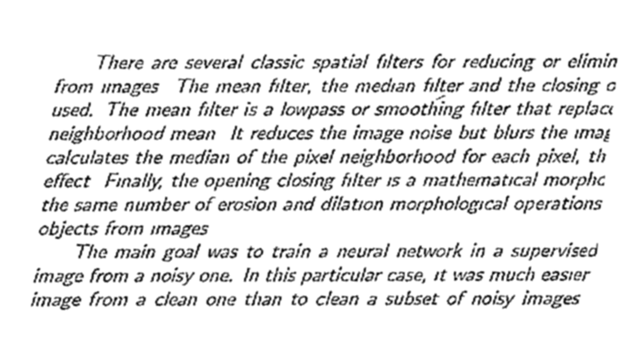 There are several classic spatial filters for reducing or elimin
from images The mean filter, the median filter and the closing o
used. The mean filter is a lowpass or smoothing filter that replac
neighborhood mean It reduces the image noise but blurs the imag
calculates the median of the pixel neighborhood for each pixel, th
effect Finally, the opening closing filter is a mathematical morpho
the same number of erosion and dilation morphological operations
objects from images
The main goal was to train a neural network in a supervised
image from a noisy one. In this particular case, it was much easier
image from a clean one than to clean a subset of noisy images